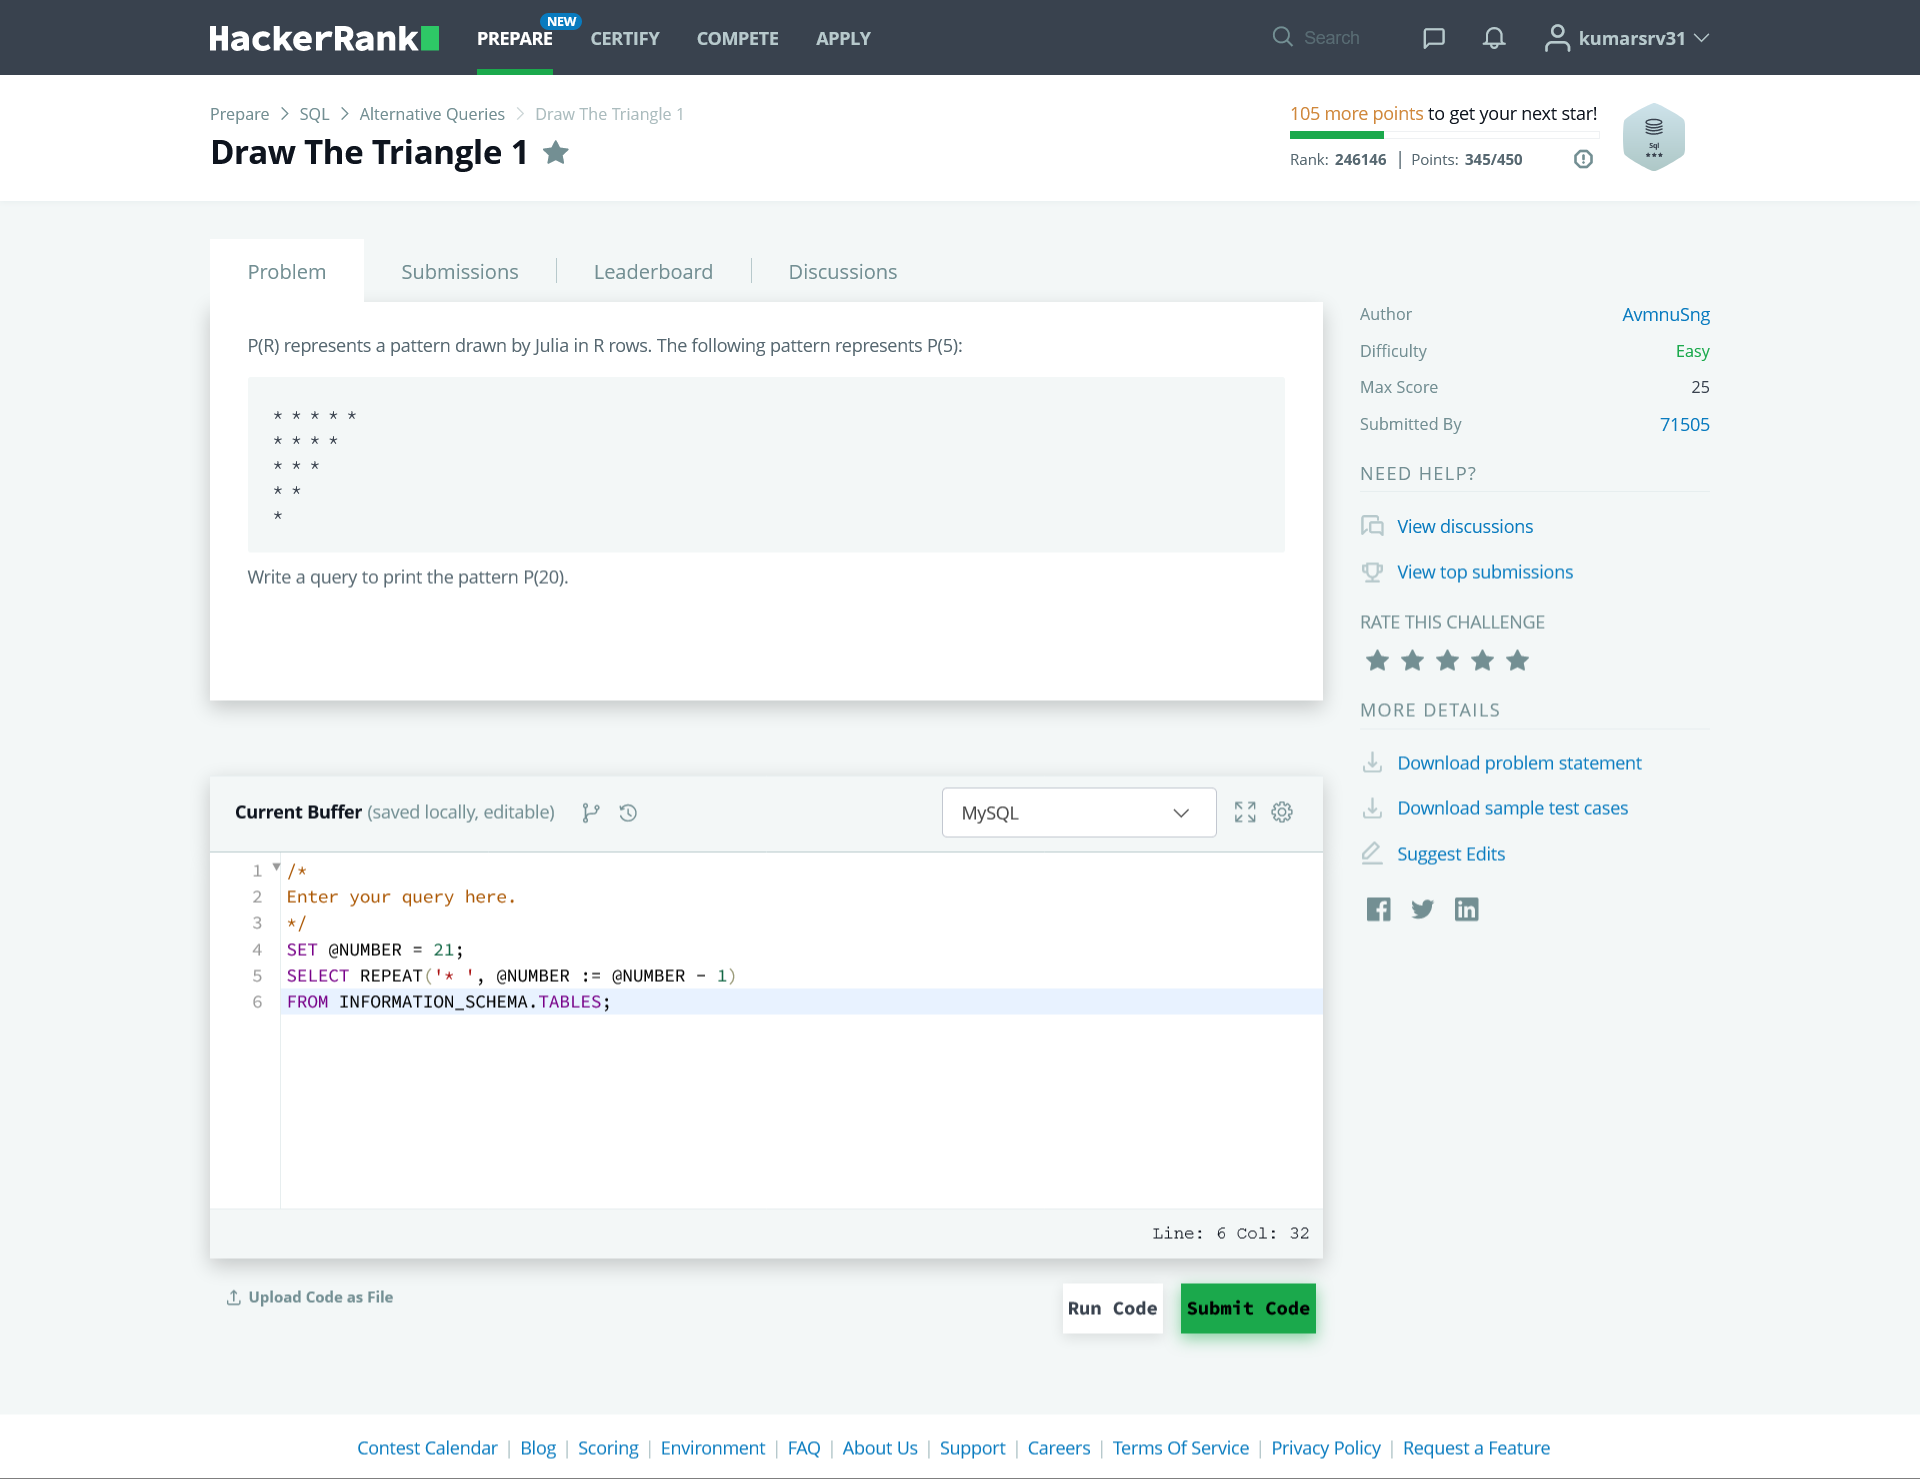 HackerRank PREPARE NEW CERTIFY COMPETE APPLY Search kumarsrv31
Prepare SQL Alternative Queries Draw The Triangle 1
Draw The Triangle 1
105 more points to get your next star!
Rank: 246146 | Points: 345/450
Sql
Problem Submissions Leaderboard Discussions
P(R) represents a pattern drawn by Julia in R rows. The following pattern represents P(5):
* * * * *
* * * *
* * *
* *
*
Write a query to print the pattern P(20).
Author AvmnuSng
Difficulty Easy
Max Score 25
Submitted By 71505
NEED HELP?
View discussions
View top submissions
RATE THIS CHALLENGE
MORE DETAILS
Download problem statement
Download sample test cases
Suggest Edits
Current Buffer (saved locally, editable) MySQL
1 /*
2 Enter your query here.
3 */
4 SET @NUMBER = 21;
5 SELECT REPEAT('* ', @NUMBER := @NUMBER - 1)
6 FROM INFORMATION_SCHEMA.TABLES;
Line: 6 Col: 32
Upload Code as File
Run Code
Submit Code
Contest Calendar | Blog | Scoring | Environment | FAQ | About Us | Support | Careers | Terms Of Service | Privacy Policy | Request a Feature